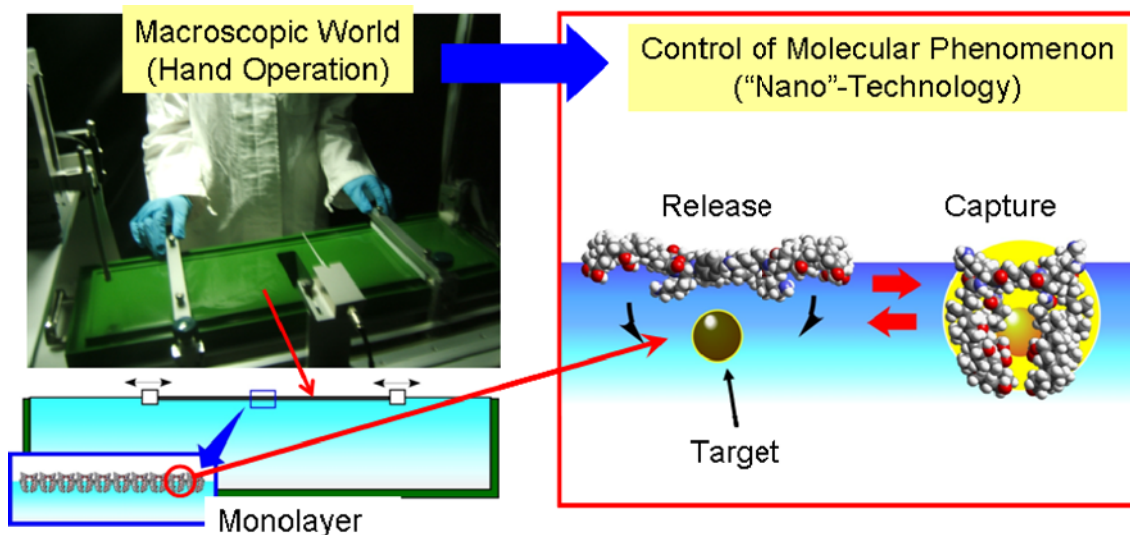 Macroscopic World
(Hand Operation)
Control of Molecular Phenomenon
(“Nano”-Technology)
Release
Capture
Target
Monolayer